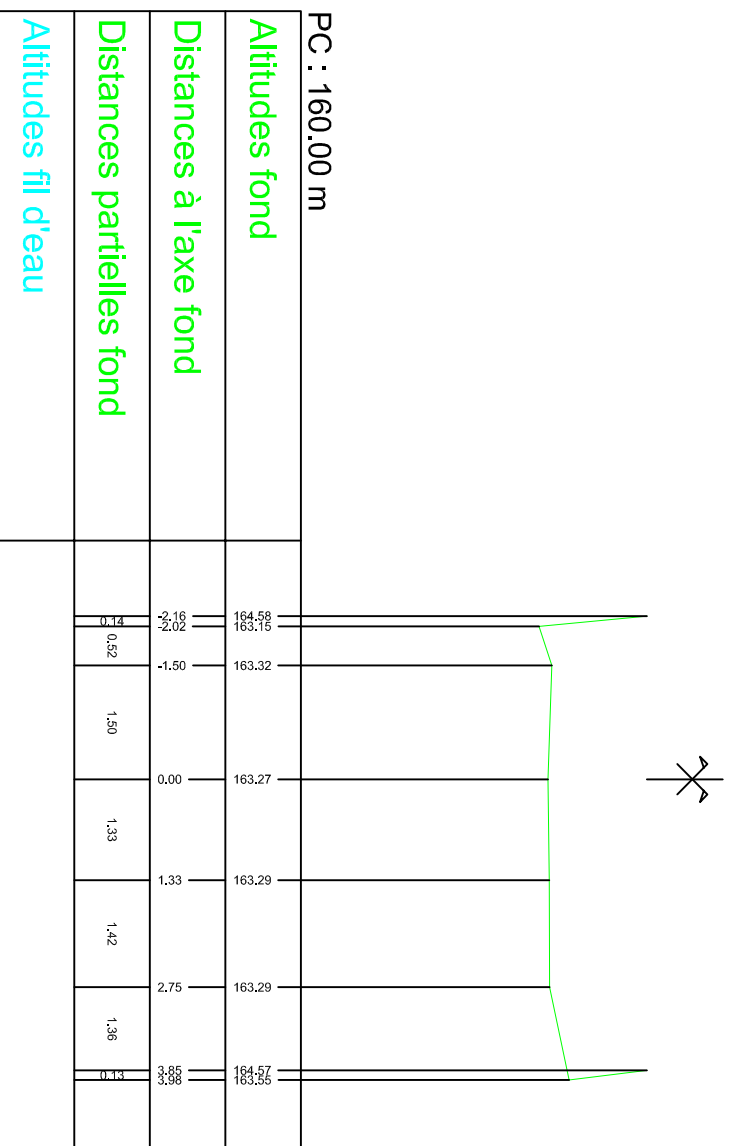 PC : 160.00 m
Altitudes fond 164.58 163.15 163.32 163.27 163.29 163.29 164.57 163.55
Distances à l'axe fond -2.16 -2.02 -1.50 0.00 1.33 2.75 3.85 3.98
Distances partielles fond 0.14 0.52 1.50 1.33 1.42 1.36 0.13
Altitudes fil d'eau